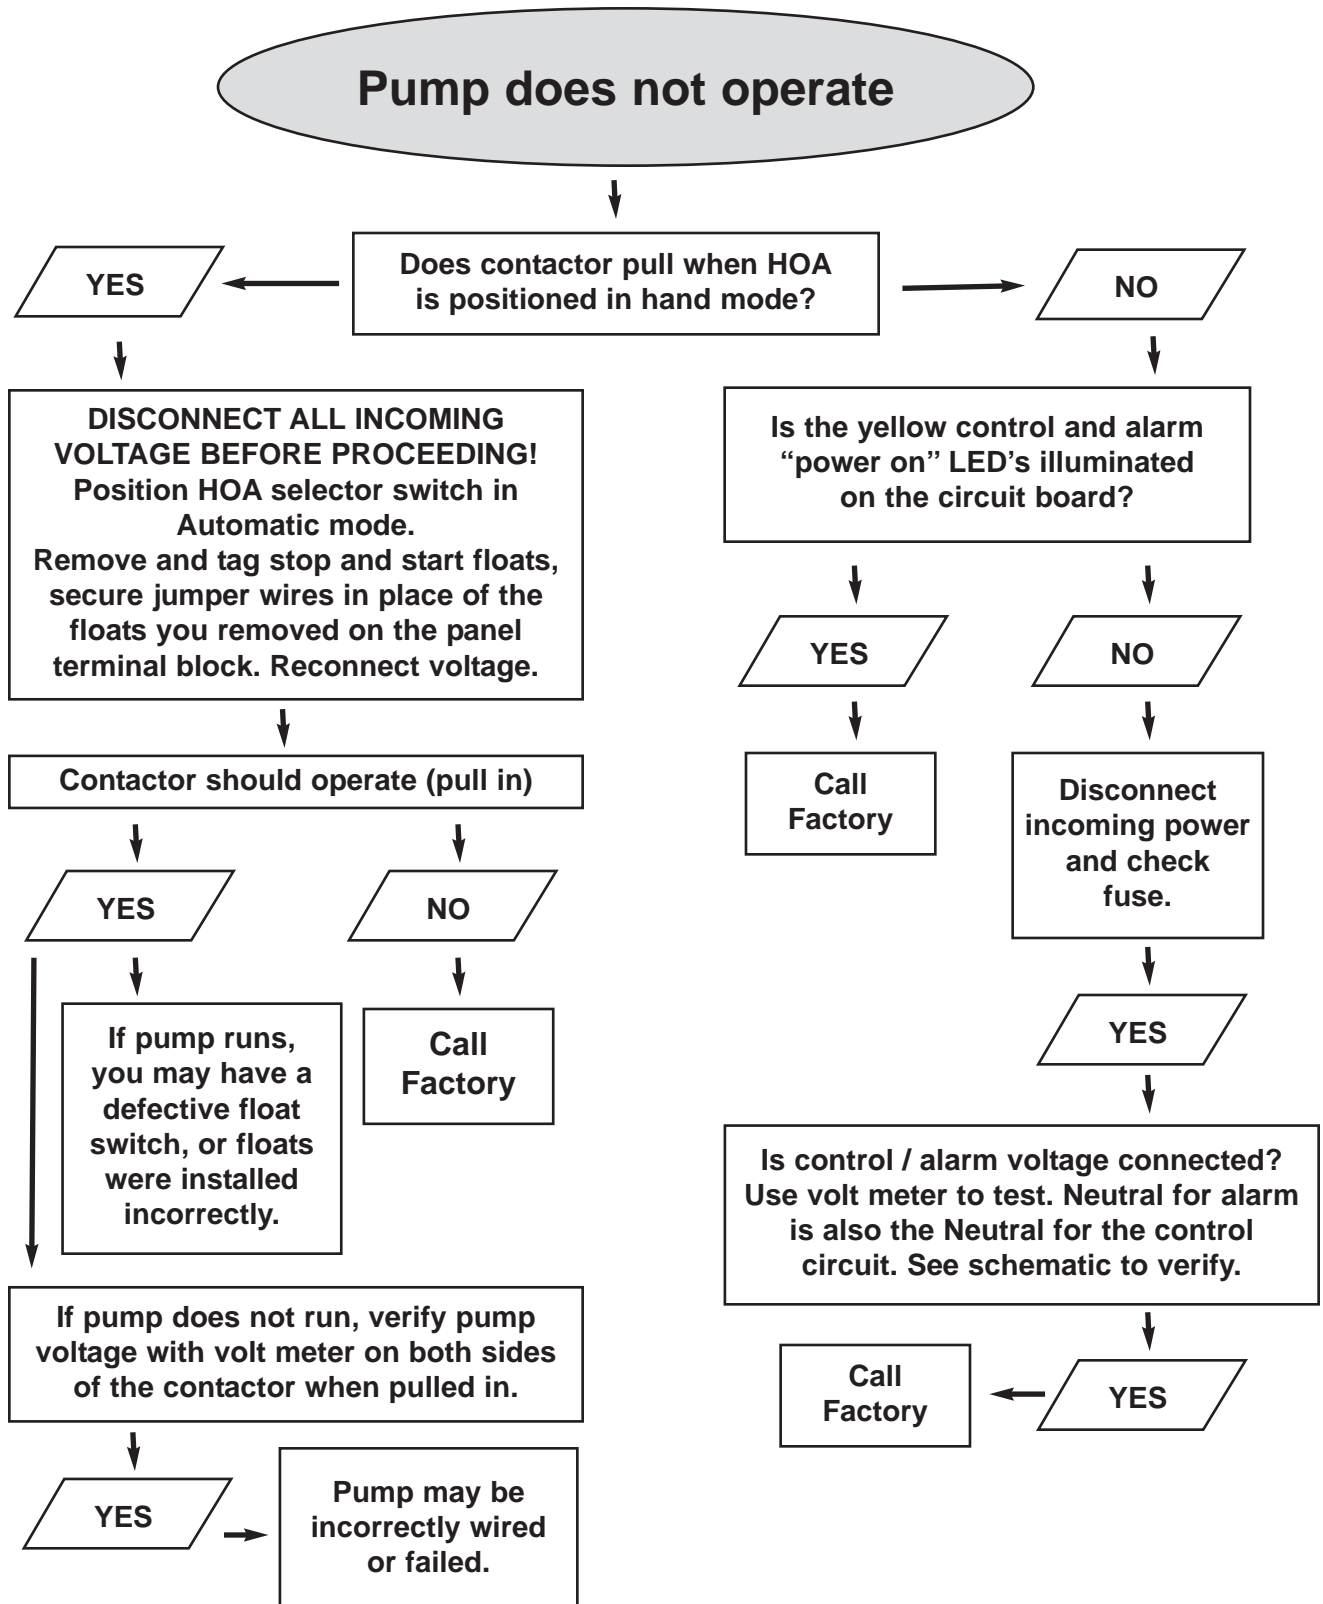 Pump does not operate
Does contactor pull when HOA
is positioned in hand mode?
YES
NO
DISCONNECT ALL INCOMING
VOLTAGE BEFORE PROCEEDING!
Position HOA selector switch in
Automatic mode.
Remove and tag stop and start floats,
secure jumper wires in place of the
floats you removed on the panel
terminal block. Reconnect voltage.
Contactor should operate (pull in)
YES
NO
If pump runs,
you may have a
defective float
switch, or floats
were installed
incorrectly.
Call
Factory
If pump does not run, verify pump
voltage with volt meter on both sides
of the contactor when pulled in.
YES
Pump may be
incorrectly wired
or failed.
Is the yellow control and alarm
“power on” LED’s illuminated
on the circuit board?
YES
NO
Call
Factory
Disconnect
incoming power
and check
fuse.
YES
Is control / alarm voltage connected?
Use volt meter to test. Neutral for alarm
is also the Neutral for the control
circuit. See schematic to verify.
YES
Call
Factory